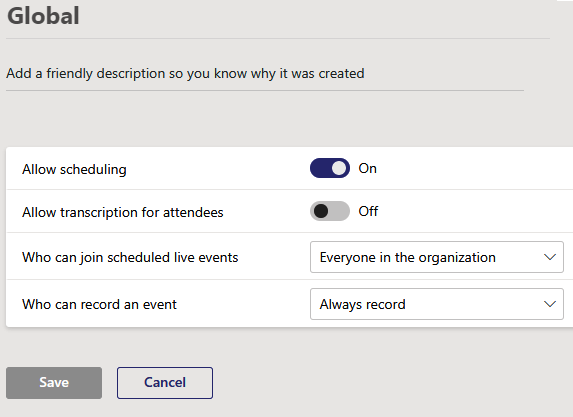 Global
Add a friendly description so you know why it was created
Allow scheduling On
Allow transcription for attendees Off
Who can join scheduled live events Everyone in the organization
Who can record an event Always record
Save Cancel